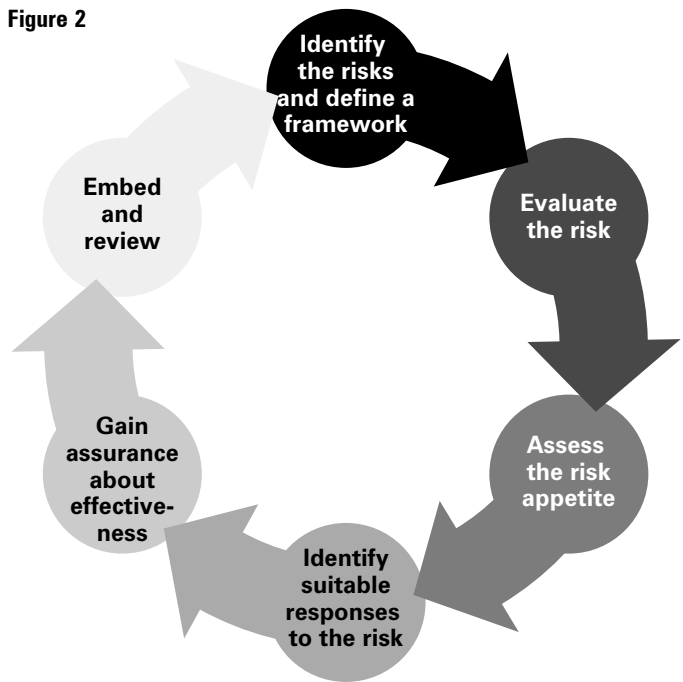 Figure 2
Identify
the risks
and define a
framework
Evaluate
the risk
Assess
the risk
appetite
Identify
suitable
responses
to the risk
Gain
assurance
about
effective-
ness
Embed
and
review